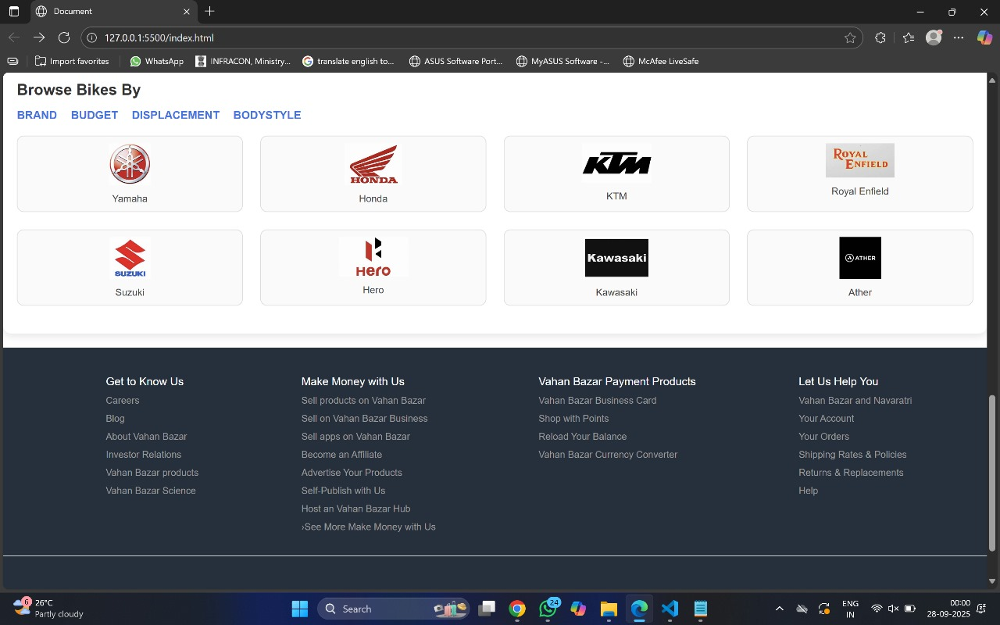 Document
127.0.0.1:5500/index.html
Import favorites
WhatsApp
INFRACON, Ministry...
translate english to...
ASUS Software Port...
MyASUS Software -...
McAfee LiveSafe
Browse Bikes By
BRAND BUDGET DISPLACEMENT BODYSTYLE
Yamaha
HONDA
Honda
KTM
KTM
ROYAL
ENFIELD
Royal Enfield
SUZUKI
Suzuki
Hero
Hero
Kawasaki
Kawasaki
ATHER
Ather
Get to Know Us
Careers
Blog
About Vahan Bazar
Investor Relations
Vahan Bazar products
Vahan Bazar Science
Make Money with Us
Sell products on Vahan Bazar
Sell on Vahan Bazar Business
Sell apps on Vahan Bazar
Become an Affiliate
Advertise Your Products
Self-Publish with Us
Host an Vahan Bazar Hub
›See More Make Money with Us
Vahan Bazar Payment Products
Vahan Bazar Business Card
Shop with Points
Reload Your Balance
Vahan Bazar Currency Converter
Let Us Help You
Vahan Bazar and Navaratri
Your Account
Your Orders
Shipping Rates & Policies
Returns & Replacements
Help
6
26°C
Partly cloudy
Search
24
ENG
IN
00:00
28-09-2025